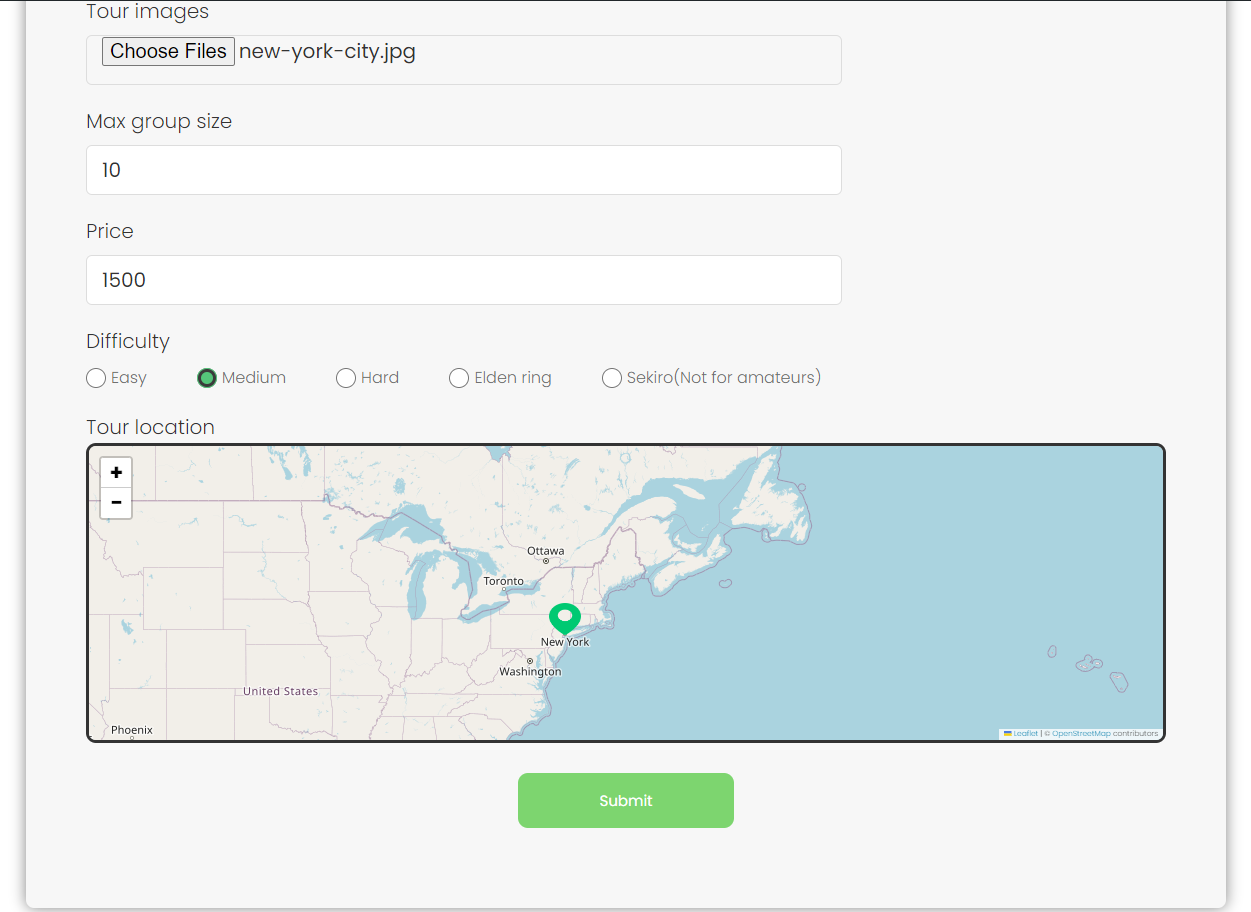 Tour images
Choose Files new-york-city.jpg
Max group size
10
Price
1500
Difficulty
Easy Medium Hard Elden ring Sekiro(Not for amateurs)
Tour location
+
−
Ottawa
Toronto
New York
Washington
United States
Phoenix
Leaflet | © OpenStreetMap contributors
Submit